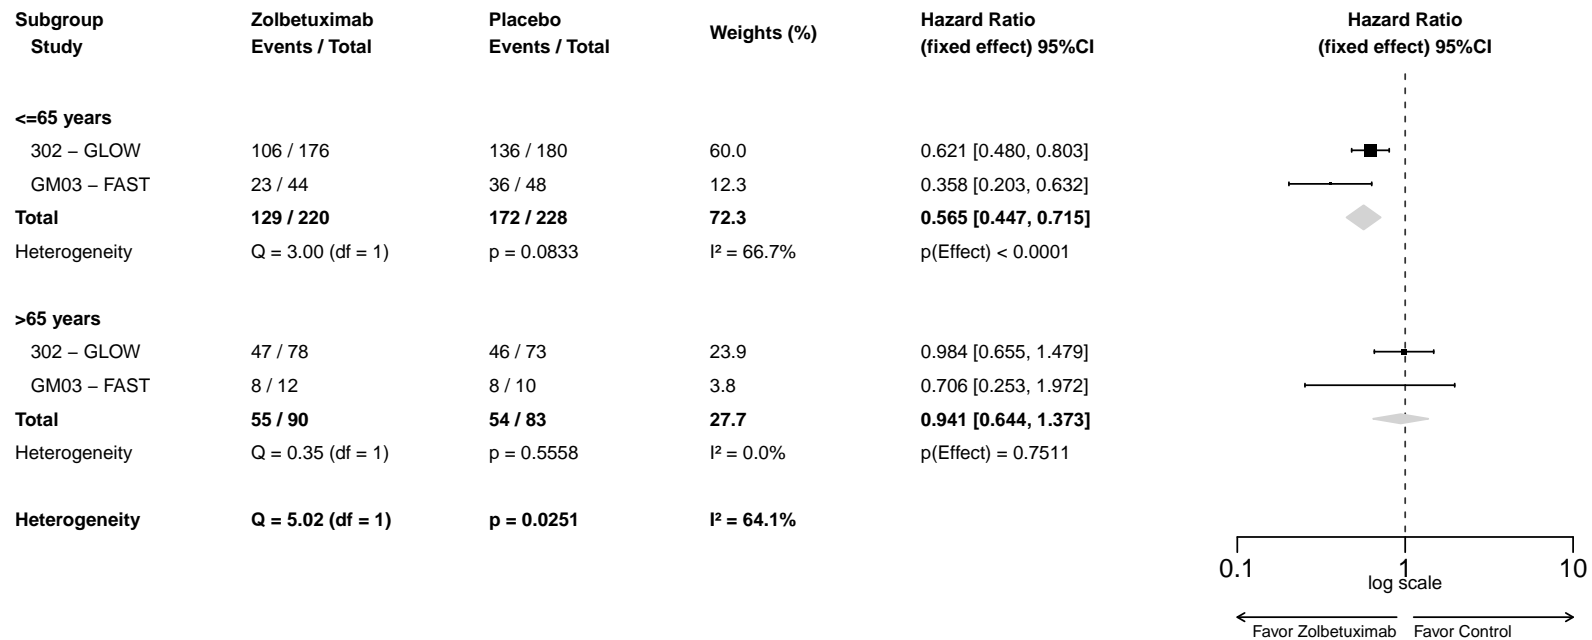 Subgroup Zolbetuximab Placebo Weights (%) Hazard Ratio Hazard Ratio
Study Events / Total Events / Total (fixed effect) 95%CI (fixed effect) 95%CI
<=65 years
302 – GLOW 106 / 176 136 / 180 60.0 0.621 [0.480, 0.803]
GM03 – FAST 23 / 44 36 / 48 12.3 0.358 [0.203, 0.632]
Total 129 / 220 172 / 228 72.3 0.565 [0.447, 0.715]
Heterogeneity Q = 3.00 (df = 1) p = 0.0833 I² = 66.7% p(Effect) < 0.0001
>65 years
302 – GLOW 47 / 78 46 / 73 23.9 0.984 [0.655, 1.479]
GM03 – FAST 8 / 12 8 / 10 3.8 0.706 [0.253, 1.972]
Total 55 / 90 54 / 83 27.7 0.941 [0.644, 1.373]
Heterogeneity Q = 0.35 (df = 1) p = 0.5558 I² = 0.0% p(Effect) = 0.7511
Heterogeneity Q = 5.02 (df = 1) p = 0.0251 I² = 64.1%
0.1 1 10
log scale
Favor Zolbetuximab Favor Control